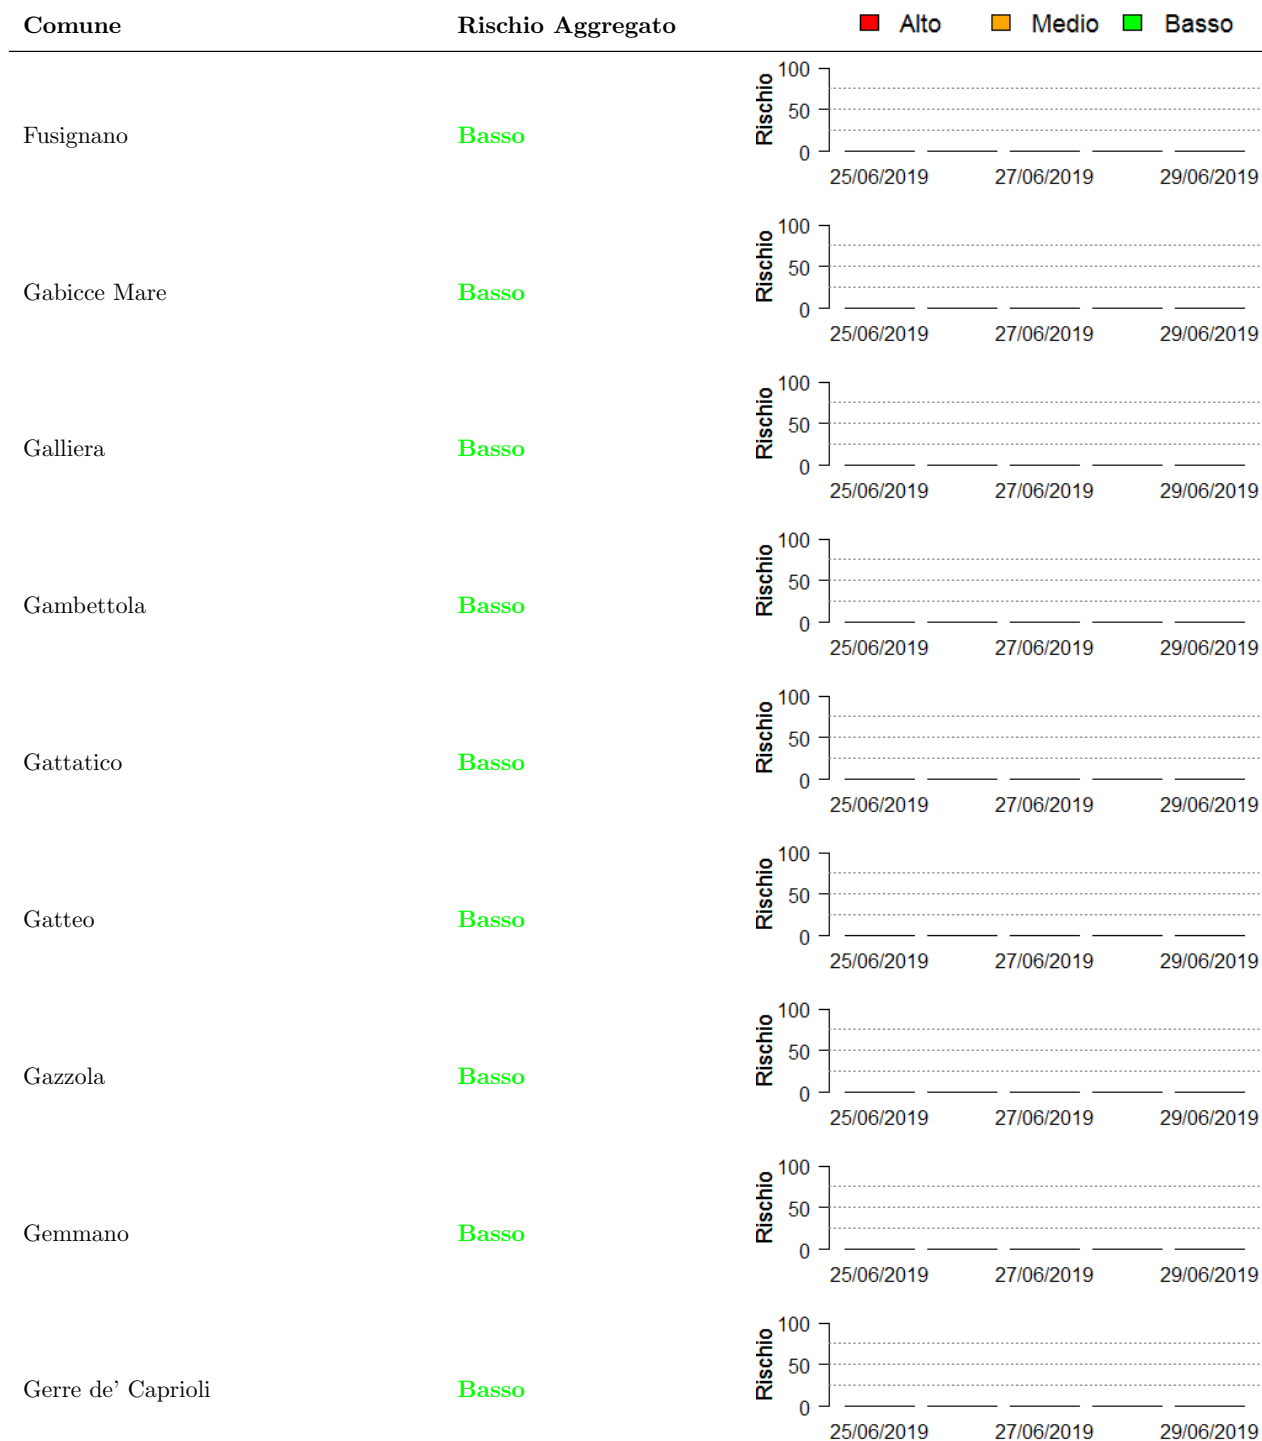 Comune Rischio Aggregato Alto Medio Basso
Fusignano Basso Rischio 100 50 0
25/06/2019 27/06/2019 29/06/2019
Gabicce Mare Basso Rischio 100 50 0
25/06/2019 27/06/2019 29/06/2019
Galliera Basso Rischio 100 50 0
25/06/2019 27/06/2019 29/06/2019
Gambettola Basso Rischio 100 50 0
25/06/2019 27/06/2019 29/06/2019
Gattatico Basso Rischio 100 50 0
25/06/2019 27/06/2019 29/06/2019
Gatteo Basso Rischio 100 50 0
25/06/2019 27/06/2019 29/06/2019
Gazzola Basso Rischio 100 50 0
25/06/2019 27/06/2019 29/06/2019
Gemmano Basso Rischio 100 50 0
25/06/2019 27/06/2019 29/06/2019
Gerre de' Caprioli Basso Rischio 100 50 0
25/06/2019 27/06/2019 29/06/2019